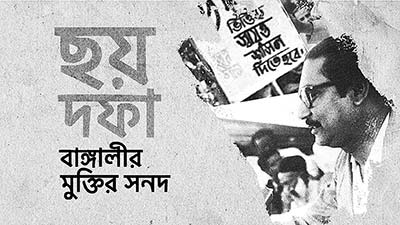 ছয়
দফা
বাঙ্গালীর
মুক্তির সনদ
স্বায়ত্ত
শাসন
দিতে হবে।